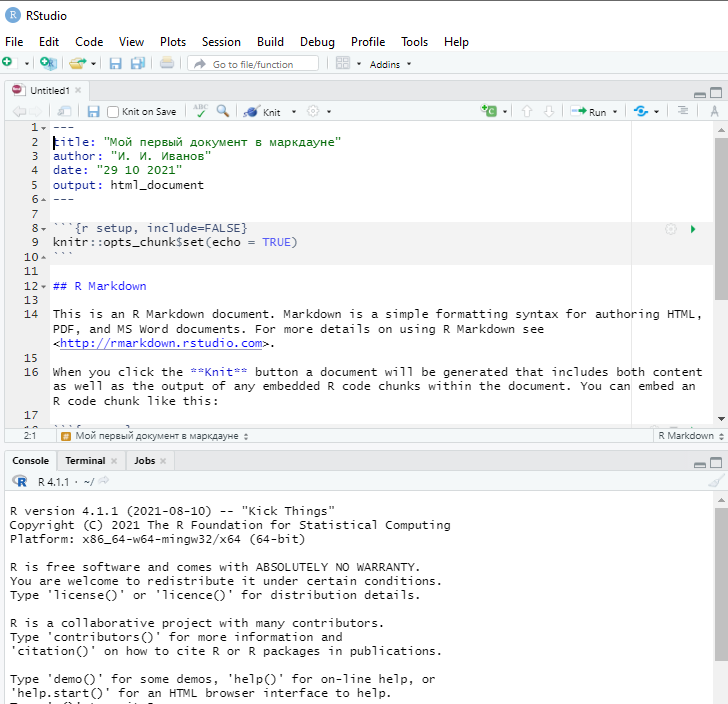 RStudio
File Edit Code View Plots Session Build Debug Profile Tools Help
Go to file/function Addins
Untitled1
Knit on Save ABC Knit Run
1 ---
2 title: "Мой первый документ в маркдауне"
3 author: "И. И. Иванов"
4 date: "29 10 2021"
5 output: html_document
6 ---
7
8 ```{r setup, include=FALSE}
9 knitr::opts_chunk$set(echo = TRUE)
10 ```
11
12 ## R Markdown
13
14 This is an R Markdown document. Markdown is a simple formatting syntax for authoring HTML,
PDF, and MS Word documents. For more details on using R Markdown see
<http://rmarkdown.rstudio.com>.
15
16 When you click the **Knit** button a document will be generated that includes both content
as well as the output of any embedded R code chunks within the document. You can embed an
R code chunk like this:
17
2:1 # Мой первый документ в маркдауне R Markdown
Console Terminal Jobs
R 4.1.1 · ~/
R version 4.1.1 (2021-08-10) -- "Kick Things"
Copyright (C) 2021 The R Foundation for Statistical Computing
Platform: x86_64-w64-mingw32/x64 (64-bit)
R is free software and comes with ABSOLUTELY NO WARRANTY.
You are welcome to redistribute it under certain conditions.
Type 'license()' or 'licence()' for distribution details.
R is a collaborative project with many contributors.
Type 'contributors()' for more information and
'citation()' on how to cite R or R packages in publications.
Type 'demo()' for some demos, 'help()' for on-line help, or
'help.start()' for an HTML browser interface to help.